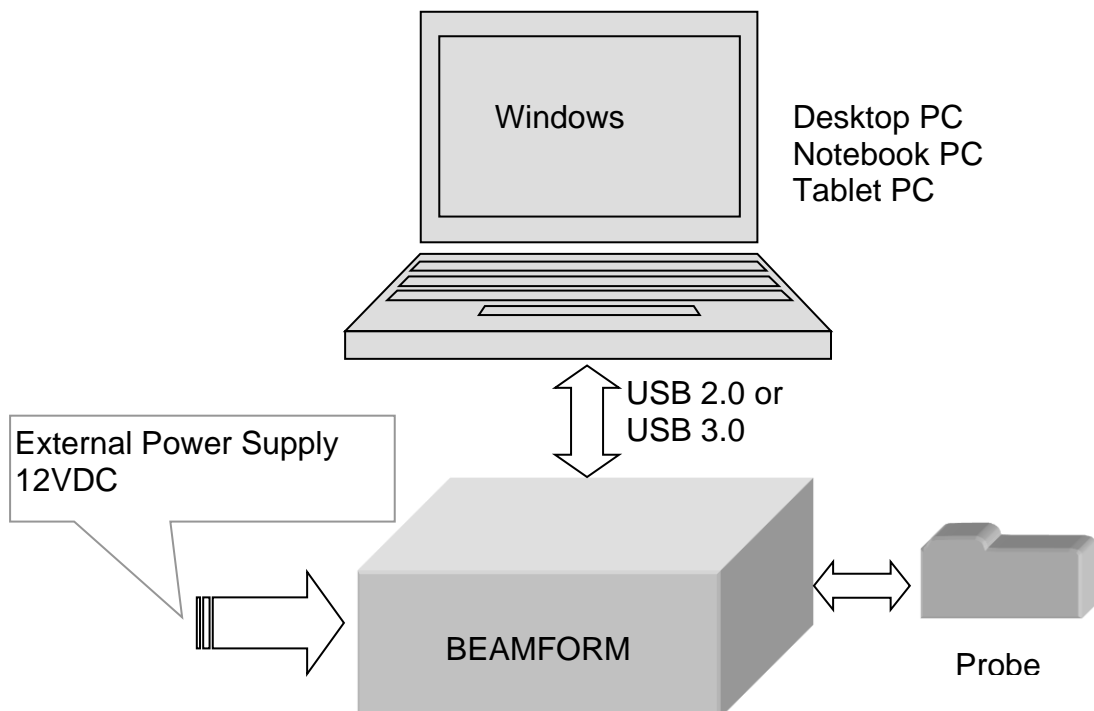 Windows
Desktop PC
Notebook PC
Tablet PC
USB 2.0 or
USB 3.0
External Power Supply
12VDC
BEAMFORM
Probe